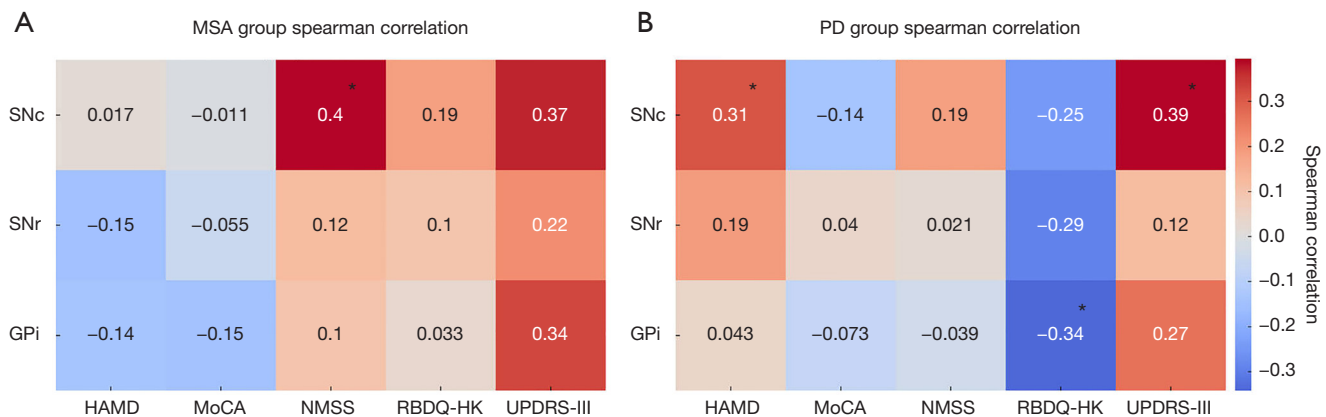 A
MSA group spearman correlation
SNc
0.017
−0.011
0.4
*
0.19
0.37
SNr
−0.15
−0.055
0.12
0.1
0.22
GPi
−0.14
−0.15
0.1
0.033
0.34
HAMD
MoCA
NMSS
RBDQ-HK
UPDRS-III
B
PD group spearman correlation
SNc
0.31
*
−0.14
0.19
−0.25
0.39
*
SNr
0.19
0.04
0.021
−0.29
0.12
GPi
0.043
−0.073
−0.039
−0.34
*
0.27
HAMD
MoCA
NMSS
RBDQ-HK
UPDRS-III
0.3
0.2
0.1
0.0
−0.1
−0.2
−0.3
Spearman correlation